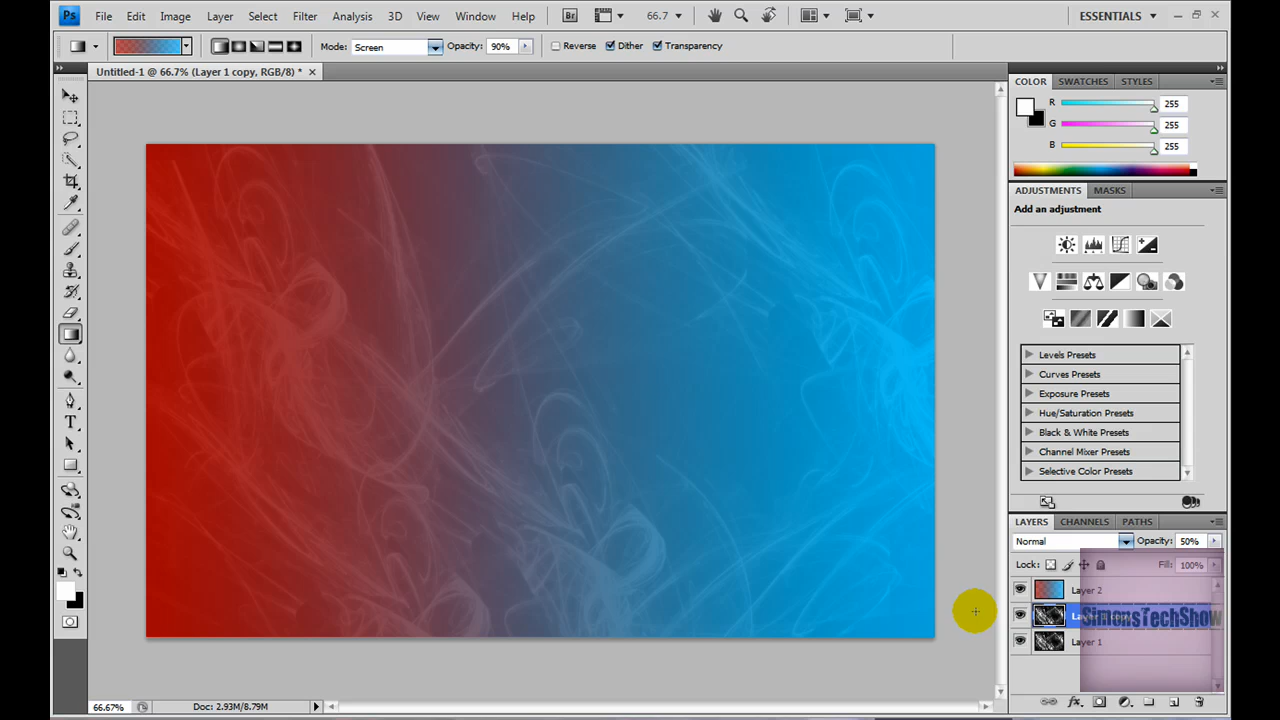 Ps File Edit Image Layer Select Filter Analysis 3D View Window Help Br 66.7 ESSENTIALS
Mode: Screen Opacity: 90% Reverse Dither Transparency
Untitled-1 @ 66.7% (Layer 1 copy, RGB/8) *
COLOR SWATCHES STYLES
R 255
G 255
B 255
ADJUSTMENTS MASKS
Add an adjustment
Levels Presets
Curves Presets
Exposure Presets
Hue/Saturation Presets
Black & White Presets
Channel Mixer Presets
Selective Color Presets
LAYERS CHANNELS PATHS
Normal Opacity: 50%
Lock: Fill: 100%
Layer 2
SimonsTechShow
Layer 1
fx
T
66.67% Doc: 2.93M/8.79M